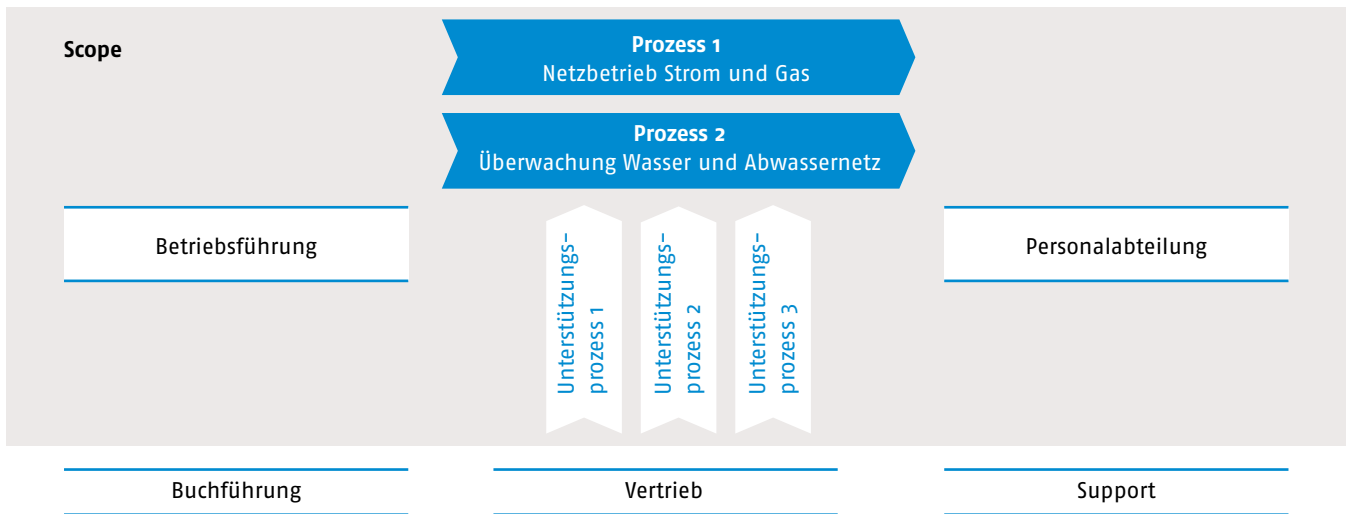 Scope
Prozess 1
Netzbetrieb Strom und Gas
Prozess 2
Überwachung Wasser und Abwassernetz
Betriebsführung
Unterstützungs-
prozess 1
Unterstützungs-
prozess 2
Unterstützungs-
prozess 3
Personalabteilung
Buchführung
Vertrieb
Support